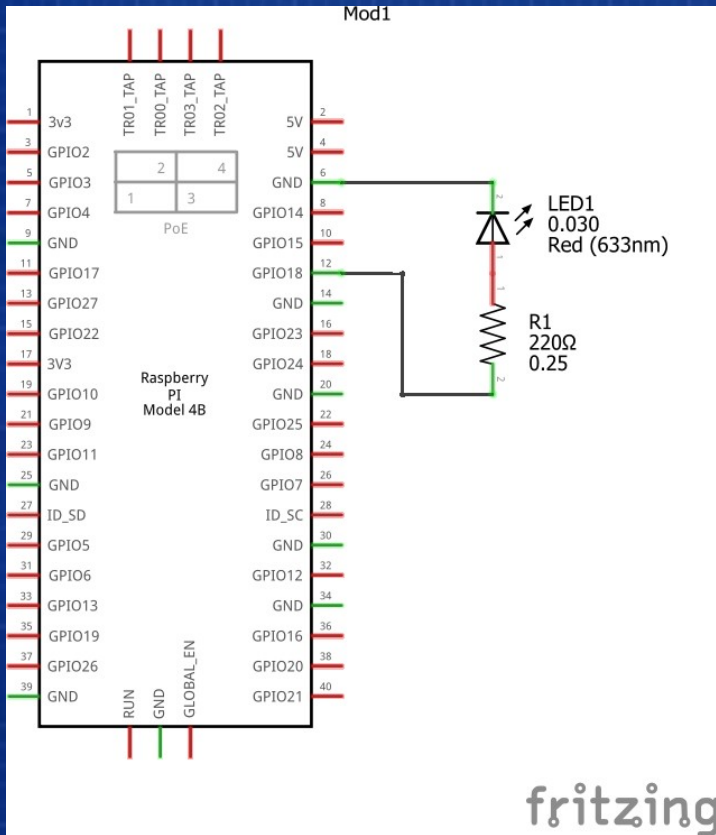 Mod1
TR01_TAP
TR00_TAP
TR03_TAP
TR02_TAP
2 4
1 3
PoE
1 3v3 5V 2
3 GPIO2 5V 4
5 GPIO3 GND 6
7 GPIO4 GPIO14 8
9 GND GPIO15 10
11 GPIO17 GPIO18 12
13 GPIO27 GND 14
15 GPIO22 GPIO23 16
17 3V3 GPIO24 18
19 GPIO10 GND 20
21 GPIO9 GPIO25 22
23 GPIO11 GPIO8 24
25 GND GPIO7 26
27 ID_SD ID_SC 28
29 GPIO5 GND 30
31 GPIO6 GPIO12 32
33 GPIO13 GND 34
35 GPIO19 GPIO16 36
37 GPIO26 GPIO20 38
39 GND GPIO21 40
Raspberry
PI
Model 4B
RUN
GND
GLOBAL_EN
2
LED1
0.030
Red (633nm)
1
1
R1
220Ω
0.25
2
fritzing